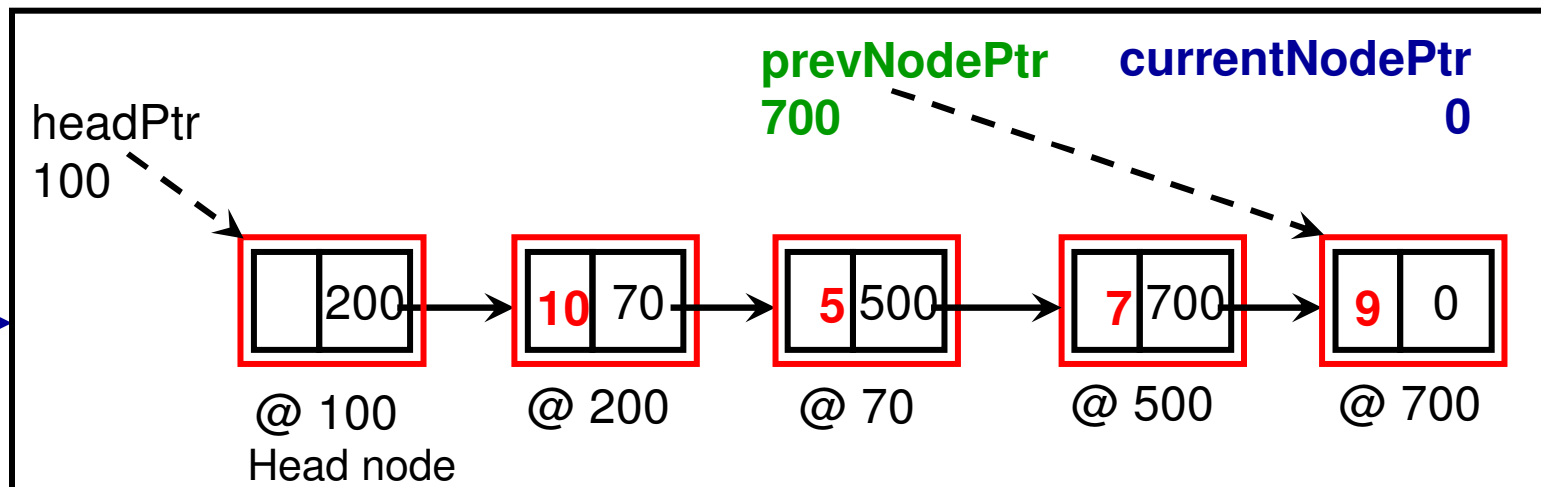 prevNodePtr currentNodePtr
700 0
headPtr
100
200 10 70 5 500 7 700 9 0
@ 100 @ 200 @ 70 @ 500 @ 700
Head node